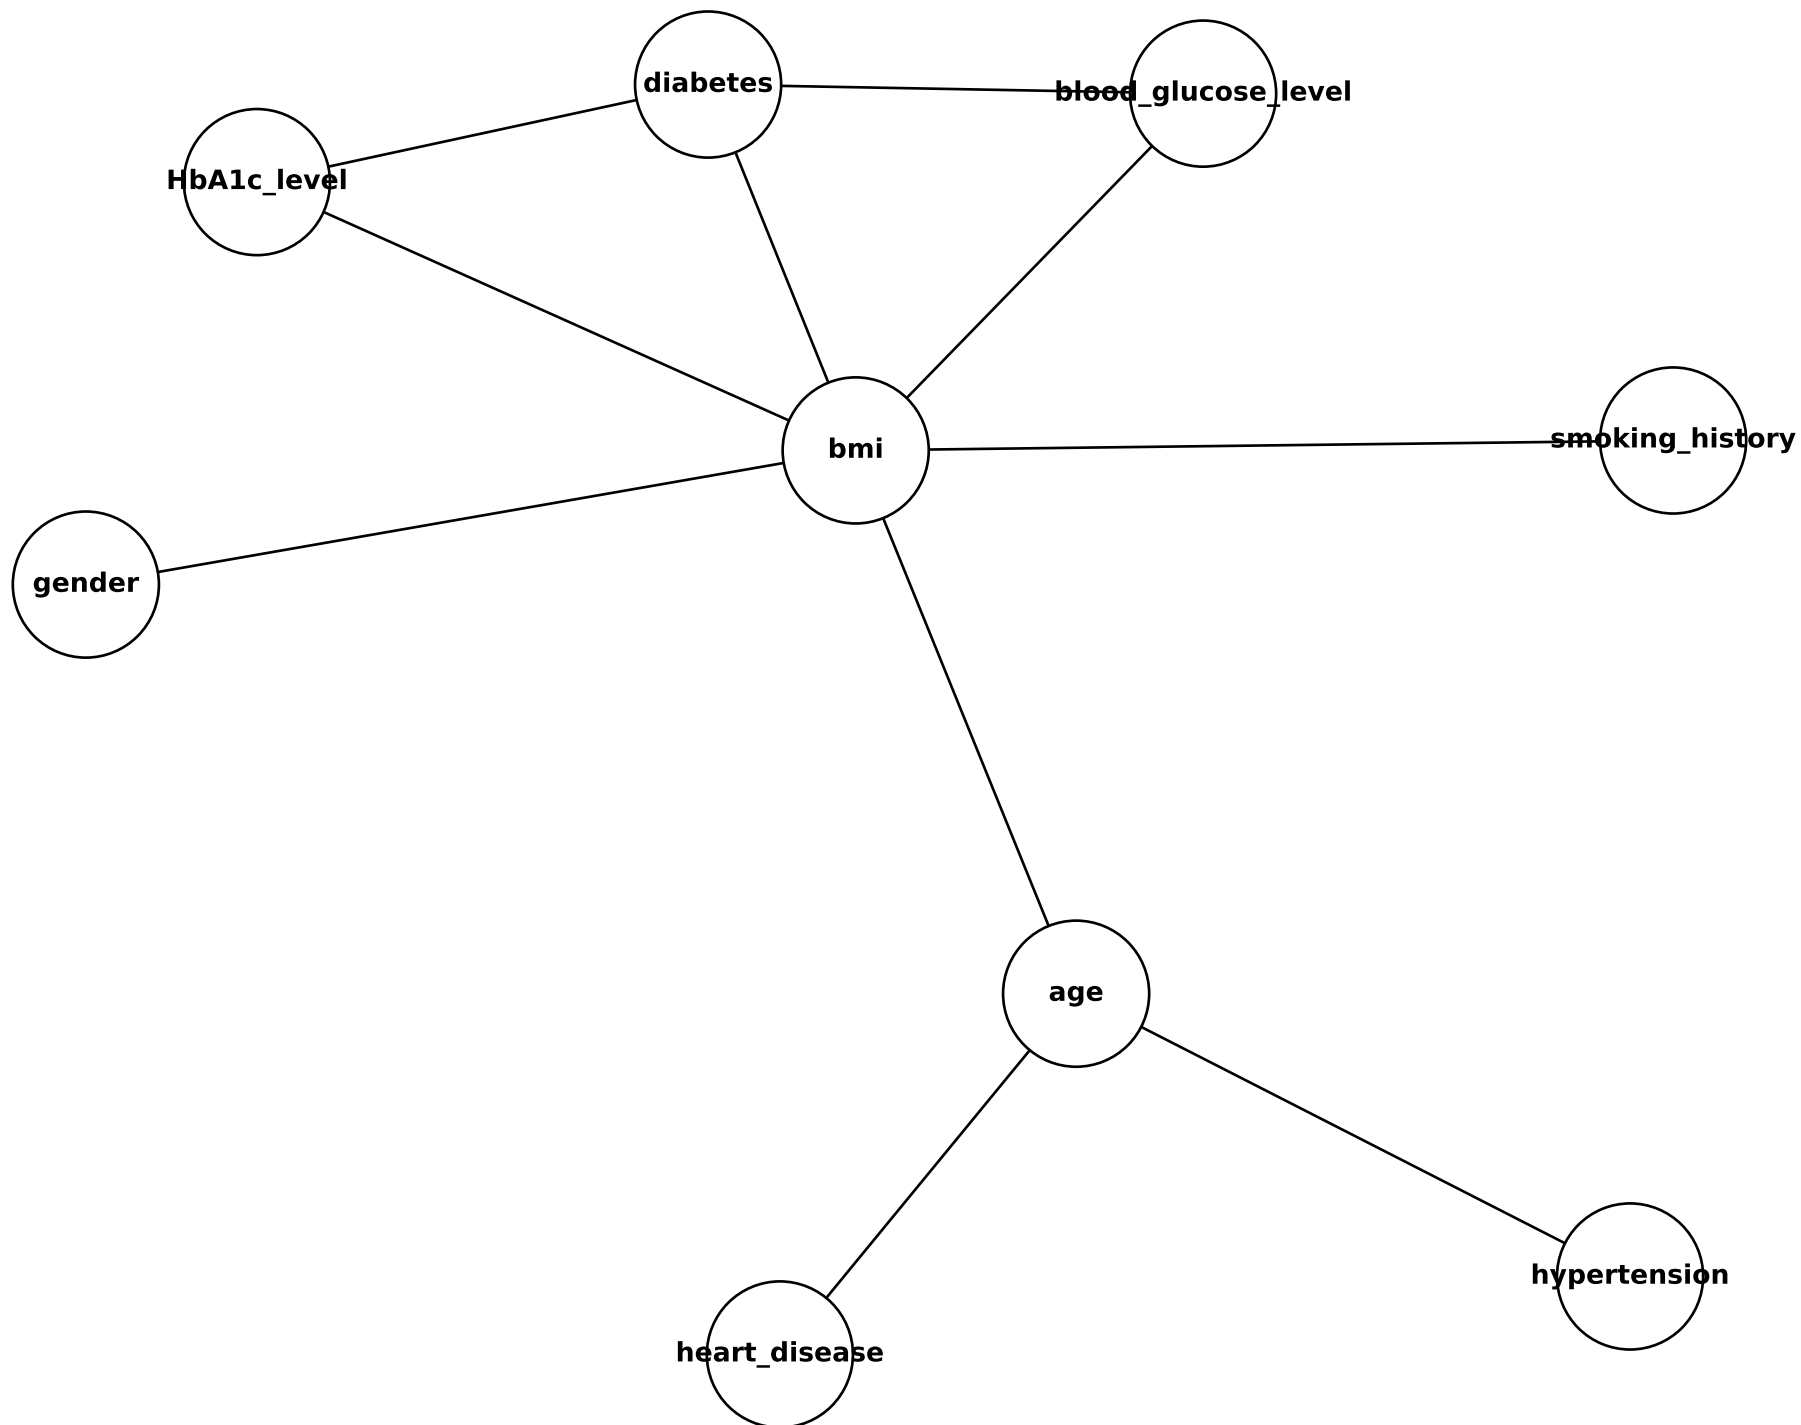 diabetes
blood_glucose_level
HbA1c_level
smoking_history
bmi
gender
age
hypertension
heart_disease